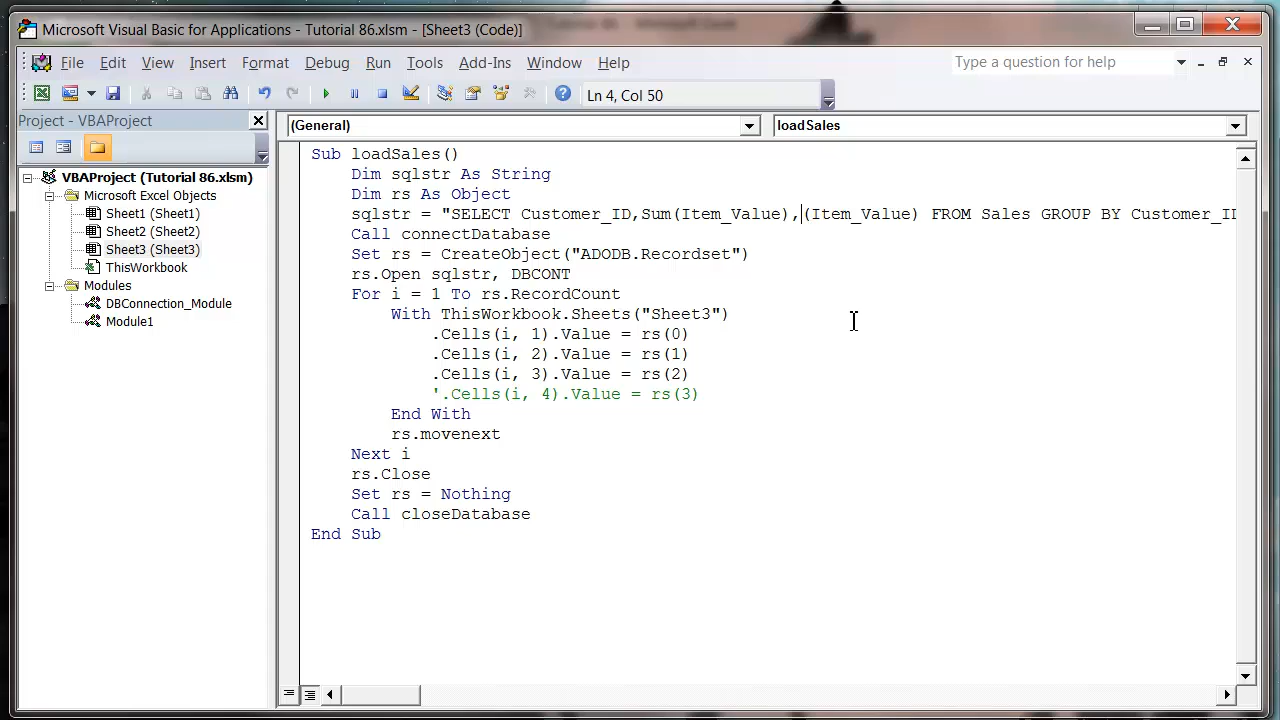 Microsoft Visual Basic for Applications - Tutorial 86.xlsm - [Sheet3 (Code)]
File Edit View Insert Format Debug Run Tools Add-Ins Window Help
Type a question for help
Ln 4, Col 50
Project - VBAProject
(General)
loadSales
VBAProject (Tutorial 86.xlsm)
Microsoft Excel Objects
Sheet1 (Sheet1)
Sheet2 (Sheet2)
Sheet3 (Sheet3)
ThisWorkbook
Modules
DBConnection_Module
Module1
Sub loadSales()
Dim sqlstr As String
Dim rs As Object
sqlstr = "SELECT Customer_ID,Sum(Item_Value),(Item_Value) FROM Sales GROUP BY Customer_ID
Call connectDatabase
Set rs = CreateObject("ADODB.Recordset")
rs.Open sqlstr, DBCONT
For i = 1 To rs.RecordCount
With ThisWorkbook.Sheets("Sheet3")
.Cells(i, 1).Value = rs(0)
.Cells(i, 2).Value = rs(1)
.Cells(i, 3).Value = rs(2)
'.Cells(i, 4).Value = rs(3)
End With
rs.movenext
Next i
rs.Close
Set rs = Nothing
Call closeDatabase
End Sub